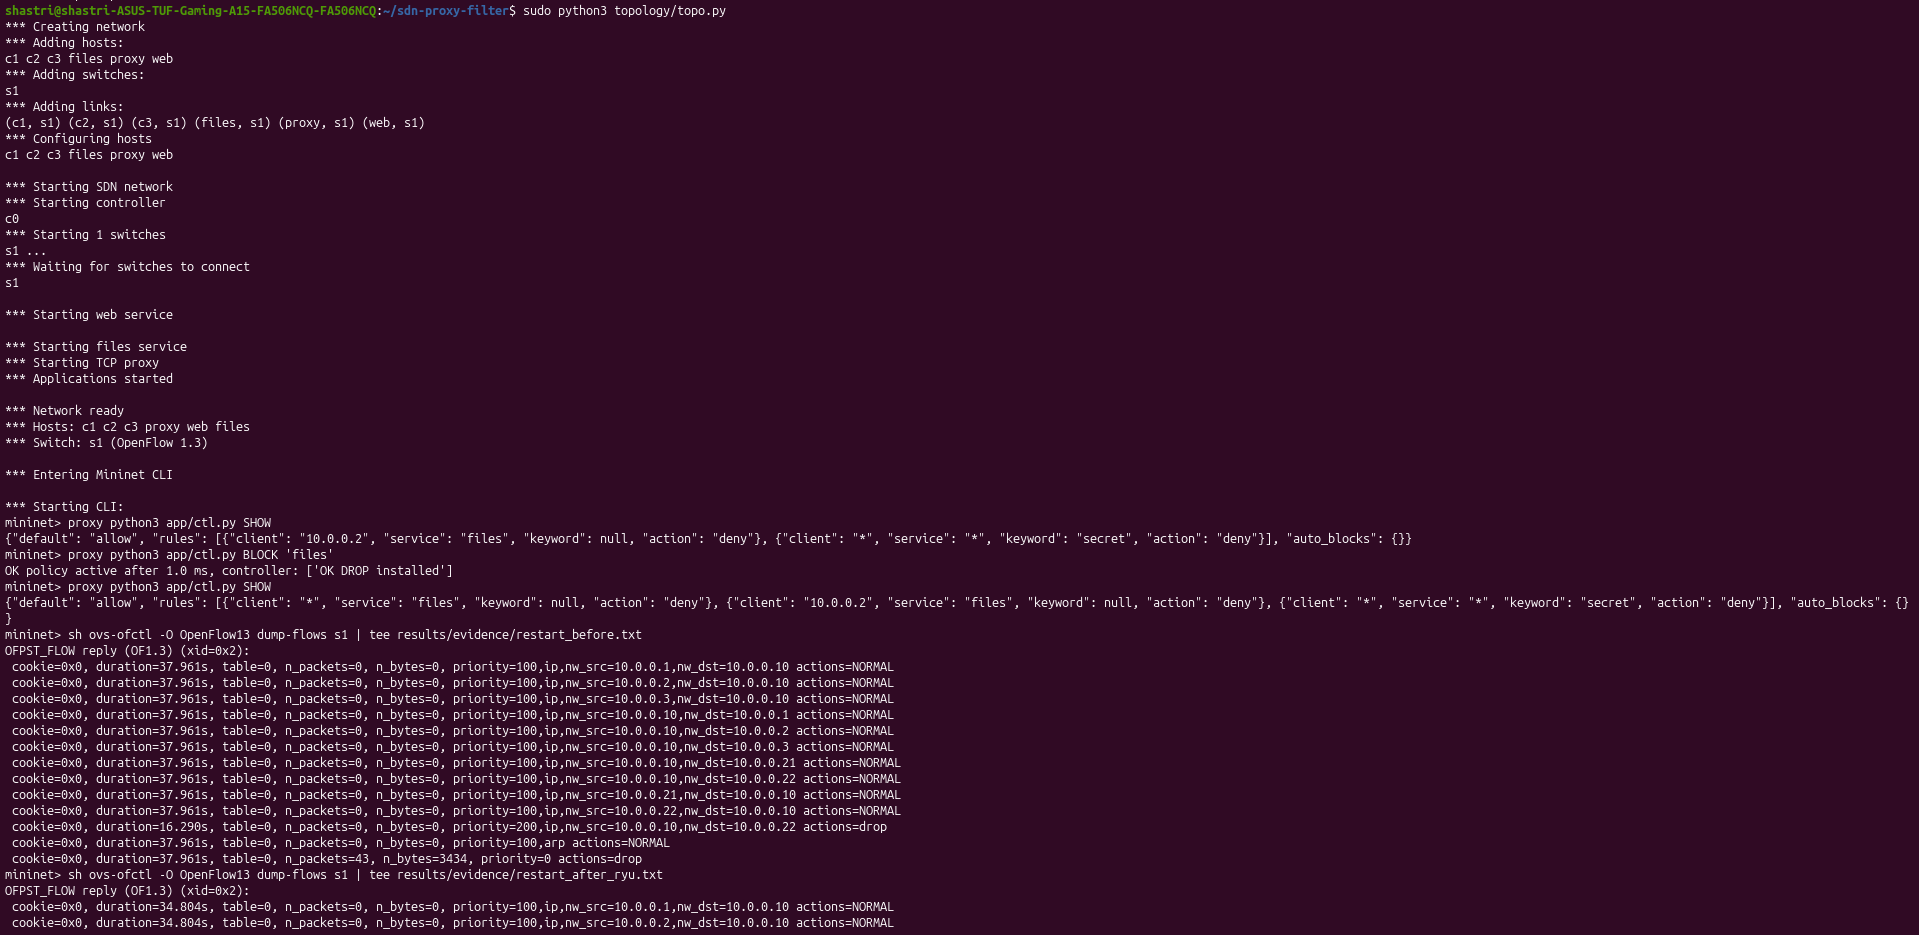 shastri@shastri-ASUS-TUF-Gaming-A15-FA506NCQ-FA506NCQ:~/sdn-proxy-filter$ sudo python3 topology/topo.py
*** Creating network
*** Adding hosts:
c1 c2 c3 files proxy web
*** Adding switches:
s1
*** Adding links:
(c1, s1) (c2, s1) (c3, s1) (files, s1) (proxy, s1) (web, s1)
*** Configuring hosts
c1 c2 c3 files proxy web
*** Starting SDN network
*** Starting controller
c0
*** Starting 1 switches
s1 ...
*** Waiting for switches to connect
s1
*** Starting web service
*** Starting files service
*** Starting TCP proxy
*** Applications started
*** Network ready
*** Hosts: c1 c2 c3 proxy web files
*** Switch: s1 (OpenFlow 1.3)
*** Entering Mininet CLI
*** Starting CLI:
mininet> proxy python3 app/ctl.py SHOW
{"default": "allow", "rules": [{"client": "10.0.0.2", "service": "files", "keyword": null, "action": "deny"}, {"client": "*", "service": "*", "keyword": "secret", "action": "deny"}], "auto_blocks": {}}
mininet> proxy python3 app/ctl.py BLOCK 'files'
OK policy active after 1.0 ms, controller: ['OK DROP installed']
mininet> proxy python3 app/ctl.py SHOW
{"default": "allow", "rules": [{"client": "*", "service": "files", "keyword": null, "action": "deny"}, {"client": "10.0.0.2", "service": "files", "keyword": null, "action": "deny"}, {"client": "*", "service": "*", "keyword": "secret", "action": "deny"}], "auto_blocks": {}
}
mininet> sh ovs-ofctl -O OpenFlow13 dump-flows s1 | tee results/evidence/restart_before.txt
OFPST_FLOW reply (OF1.3) (xid=0x2):
 cookie=0x0, duration=37.961s, table=0, n_packets=0, n_bytes=0, priority=100,ip,nw_src=10.0.0.1,nw_dst=10.0.0.10 actions=NORMAL
 cookie=0x0, duration=37.961s, table=0, n_packets=0, n_bytes=0, priority=100,ip,nw_src=10.0.0.2,nw_dst=10.0.0.10 actions=NORMAL
 cookie=0x0, duration=37.961s, table=0, n_packets=0, n_bytes=0, priority=100,ip,nw_src=10.0.0.3,nw_dst=10.0.0.10 actions=NORMAL
 cookie=0x0, duration=37.961s, table=0, n_packets=0, n_bytes=0, priority=100,ip,nw_src=10.0.0.10,nw_dst=10.0.0.1 actions=NORMAL
 cookie=0x0, duration=37.961s, table=0, n_packets=0, n_bytes=0, priority=100,ip,nw_src=10.0.0.10,nw_dst=10.0.0.2 actions=NORMAL
 cookie=0x0, duration=37.961s, table=0, n_packets=0, n_bytes=0, priority=100,ip,nw_src=10.0.0.10,nw_dst=10.0.0.3 actions=NORMAL
 cookie=0x0, duration=37.961s, table=0, n_packets=0, n_bytes=0, priority=100,ip,nw_src=10.0.0.10,nw_dst=10.0.0.21 actions=NORMAL
 cookie=0x0, duration=37.961s, table=0, n_packets=0, n_bytes=0, priority=100,ip,nw_src=10.0.0.10,nw_dst=10.0.0.22 actions=NORMAL
 cookie=0x0, duration=37.961s, table=0, n_packets=0, n_bytes=0, priority=100,ip,nw_src=10.0.0.21,nw_dst=10.0.0.10 actions=NORMAL
 cookie=0x0, duration=37.961s, table=0, n_packets=0, n_bytes=0, priority=100,ip,nw_src=10.0.0.22,nw_dst=10.0.0.10 actions=NORMAL
 cookie=0x0, duration=16.290s, table=0, n_packets=0, n_bytes=0, priority=200,ip,nw_src=10.0.0.10,nw_dst=10.0.0.22 actions=drop
 cookie=0x0, duration=37.961s, table=0, n_packets=0, n_bytes=0, priority=100,arp actions=NORMAL
 cookie=0x0, duration=37.961s, table=0, n_packets=43, n_bytes=3434, priority=0 actions=drop
mininet> sh ovs-ofctl -O OpenFlow13 dump-flows s1 | tee results/evidence/restart_after_ryu.txt
OFPST_FLOW reply (OF1.3) (xid=0x2):
 cookie=0x0, duration=34.804s, table=0, n_packets=0, n_bytes=0, priority=100,ip,nw_src=10.0.0.1,nw_dst=10.0.0.10 actions=NORMAL
 cookie=0x0, duration=34.804s, table=0, n_packets=0, n_bytes=0, priority=100,ip,nw_src=10.0.0.2,nw_dst=10.0.0.10 actions=NORMAL